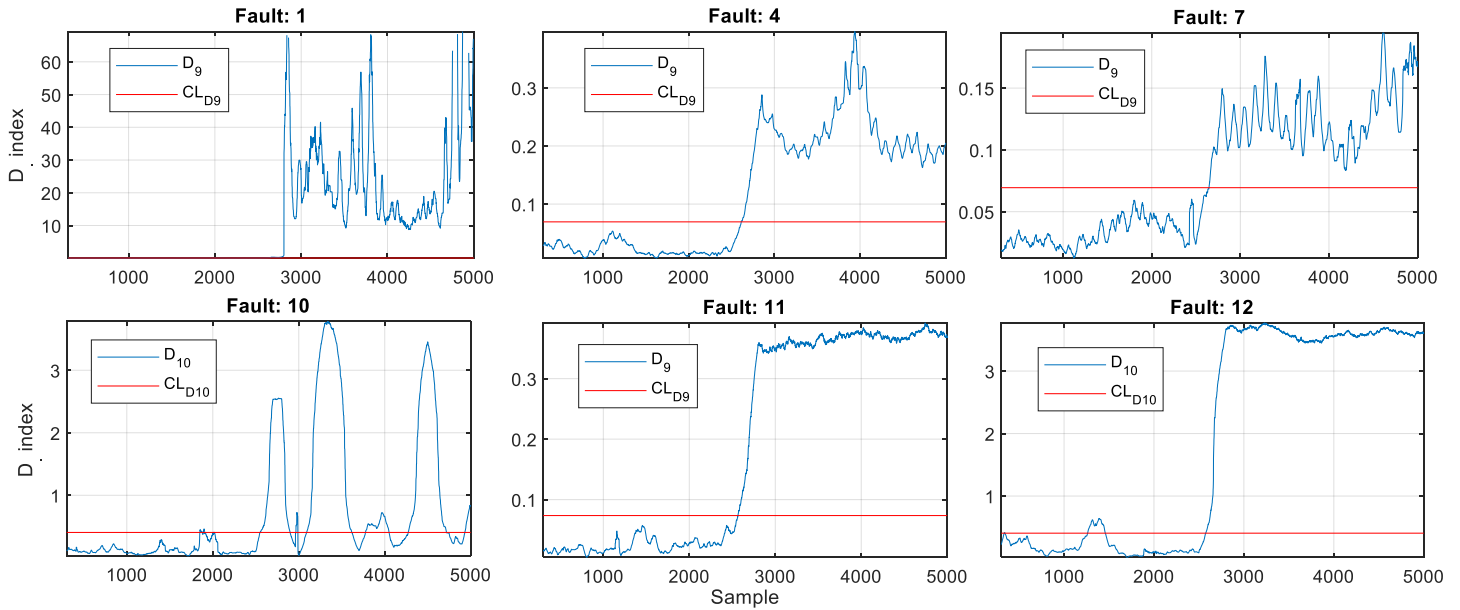 Fault: 1
D. index
60
50
40
30
20
10
D9
CLD9
1000 2000 3000 4000 5000
Fault: 4
0.3
0.2
0.1
D9
CLD9
1000 2000 3000 4000 5000
Fault: 7
0.15
0.1
0.05
D9
CLD9
1000 2000 3000 4000 5000
Fault: 10
D. index
3
2
1
D10
CLD10
1000 2000 3000 4000 5000
Fault: 11
0.3
0.2
0.1
D9
CLD9
1000 2000 3000 4000 5000
Sample
Fault: 12
3
2
1
D10
CLD10
1000 2000 3000 4000 5000